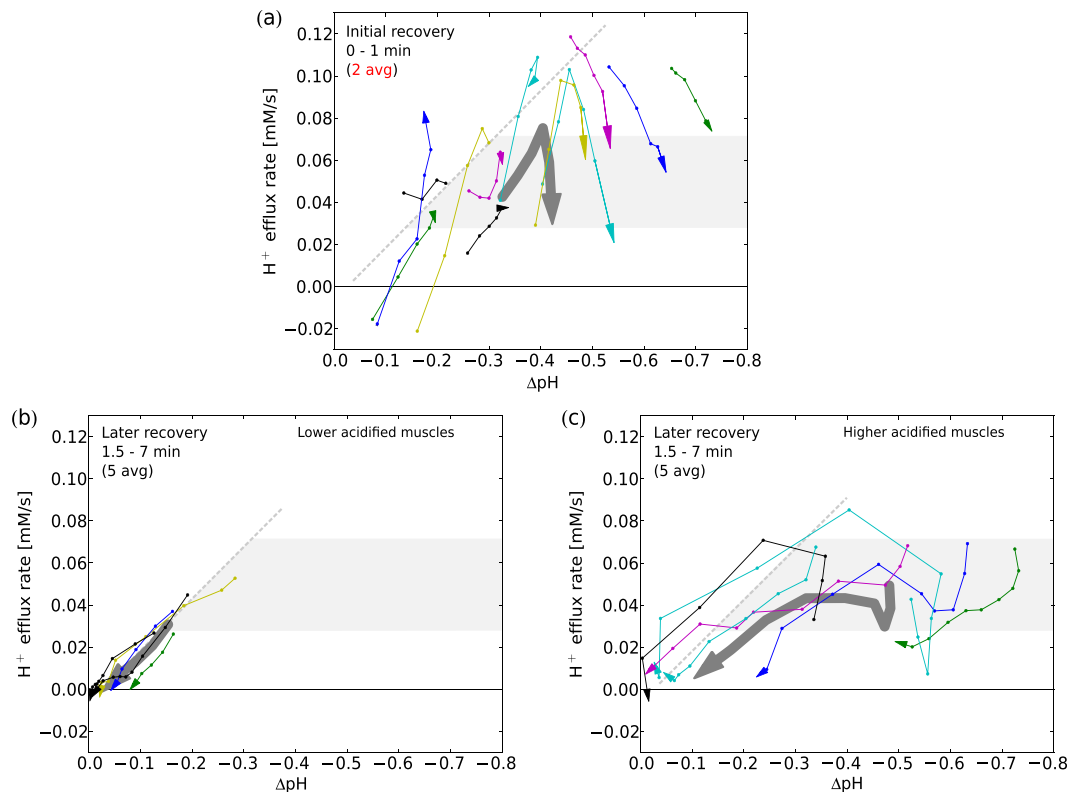 (a)
Initial recovery
0 - 1 min
(2 avg)
H+ efflux rate [mM/s]
0.12
0.10
0.08
0.06
0.04
0.02
0.00
−0.02
0.0 −0.1 −0.2 −0.3 −0.4 −0.5 −0.6 −0.7 −0.8
ΔpH
(b)
Later recovery
1.5 - 7 min
(5 avg)
Lower acidified muscles
H+ efflux rate [mM/s]
0.12
0.10
0.08
0.06
0.04
0.02
0.00
−0.02
0.0 −0.1 −0.2 −0.3 −0.4 −0.5 −0.6 −0.7 −0.8
ΔpH
(c)
Later recovery
1.5 - 7 min
(5 avg)
Higher acidified muscles
H+ efflux rate [mM/s]
0.12
0.10
0.08
0.06
0.04
0.02
0.00
−0.02
0.0 −0.1 −0.2 −0.3 −0.4 −0.5 −0.6 −0.7 −0.8
ΔpH